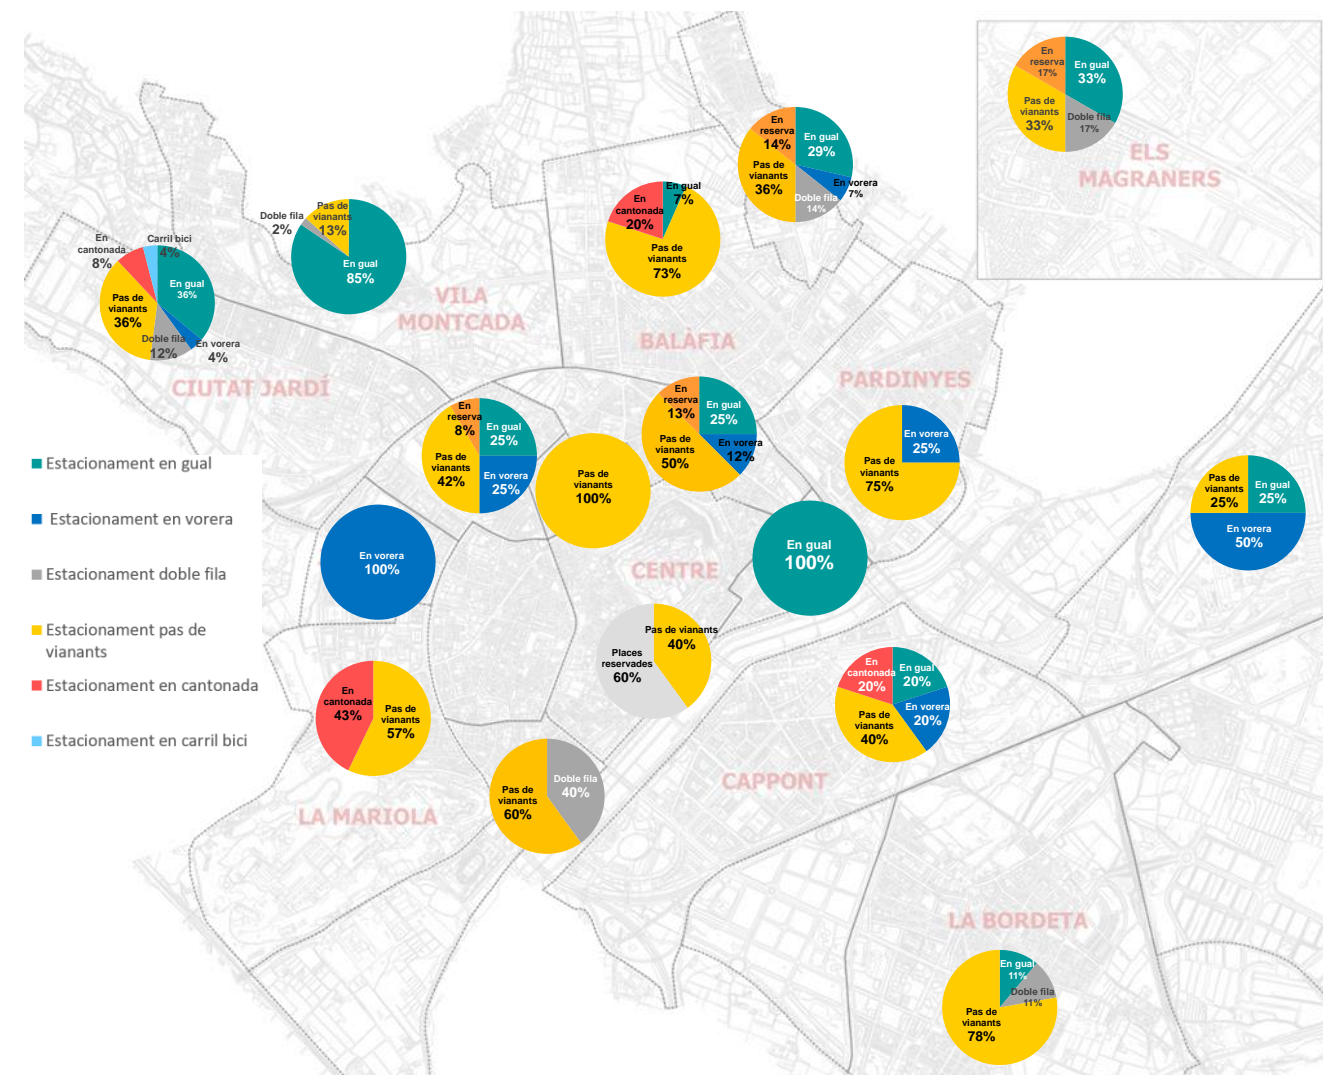 En
reserva
17%
En gual
33%
Pas de
vianants
33%
Doble fila
17%
ELS
MAGRANERS
En
reserva
14%
En gual
29%
Pas de
vianants
36%
En vorera
7%
Doble fila
14%
En gual
7%
En
cantonada
20%
Pas de
vianants
73%
Doble fila
2%
Pas de
vianants
13%
En gual
85%
En
cantonada
8%
Carril bici
4%
En gual
36%
Pas de
vianants
36%
Doble fila
12%
En vorera
4%
VILA
MONTCADA
BALÀFIA
CIUTAT JARDÍ
PARDINYES
En
reserva
8%
En gual
25%
Pas de
vianants
42%
En vorera
25%
Pas de
vianants
100%
En
reserva
13%
En gual
25%
Pas de
vianants
50%
En vorera
12%
En vorera
25%
Pas de
vianants
75%
Pas de
vianants
25%
En gual
25%
En vorera
50%
Estacionament en gual
Estacionament en vorera
Estacionament doble fila
Estacionament pas de
vianants
Estacionament en cantonada
Estacionament en carril bici
En vorera
100%
En gual
100%
CENTRE
Pas de vianants
40%
Places
reservades
60%
En
cantonada
20%
En gual
20%
En vorera
20%
Pas de
vianants
40%
En
cantonada
43%
Pas de
vianants
57%
CAPPONT
Doble fila
40%
Pas de
vianants
60%
LA MARIOLA
LA BORDETA
En gual
11%
Doble fila
11%
Pas de
vianants
78%